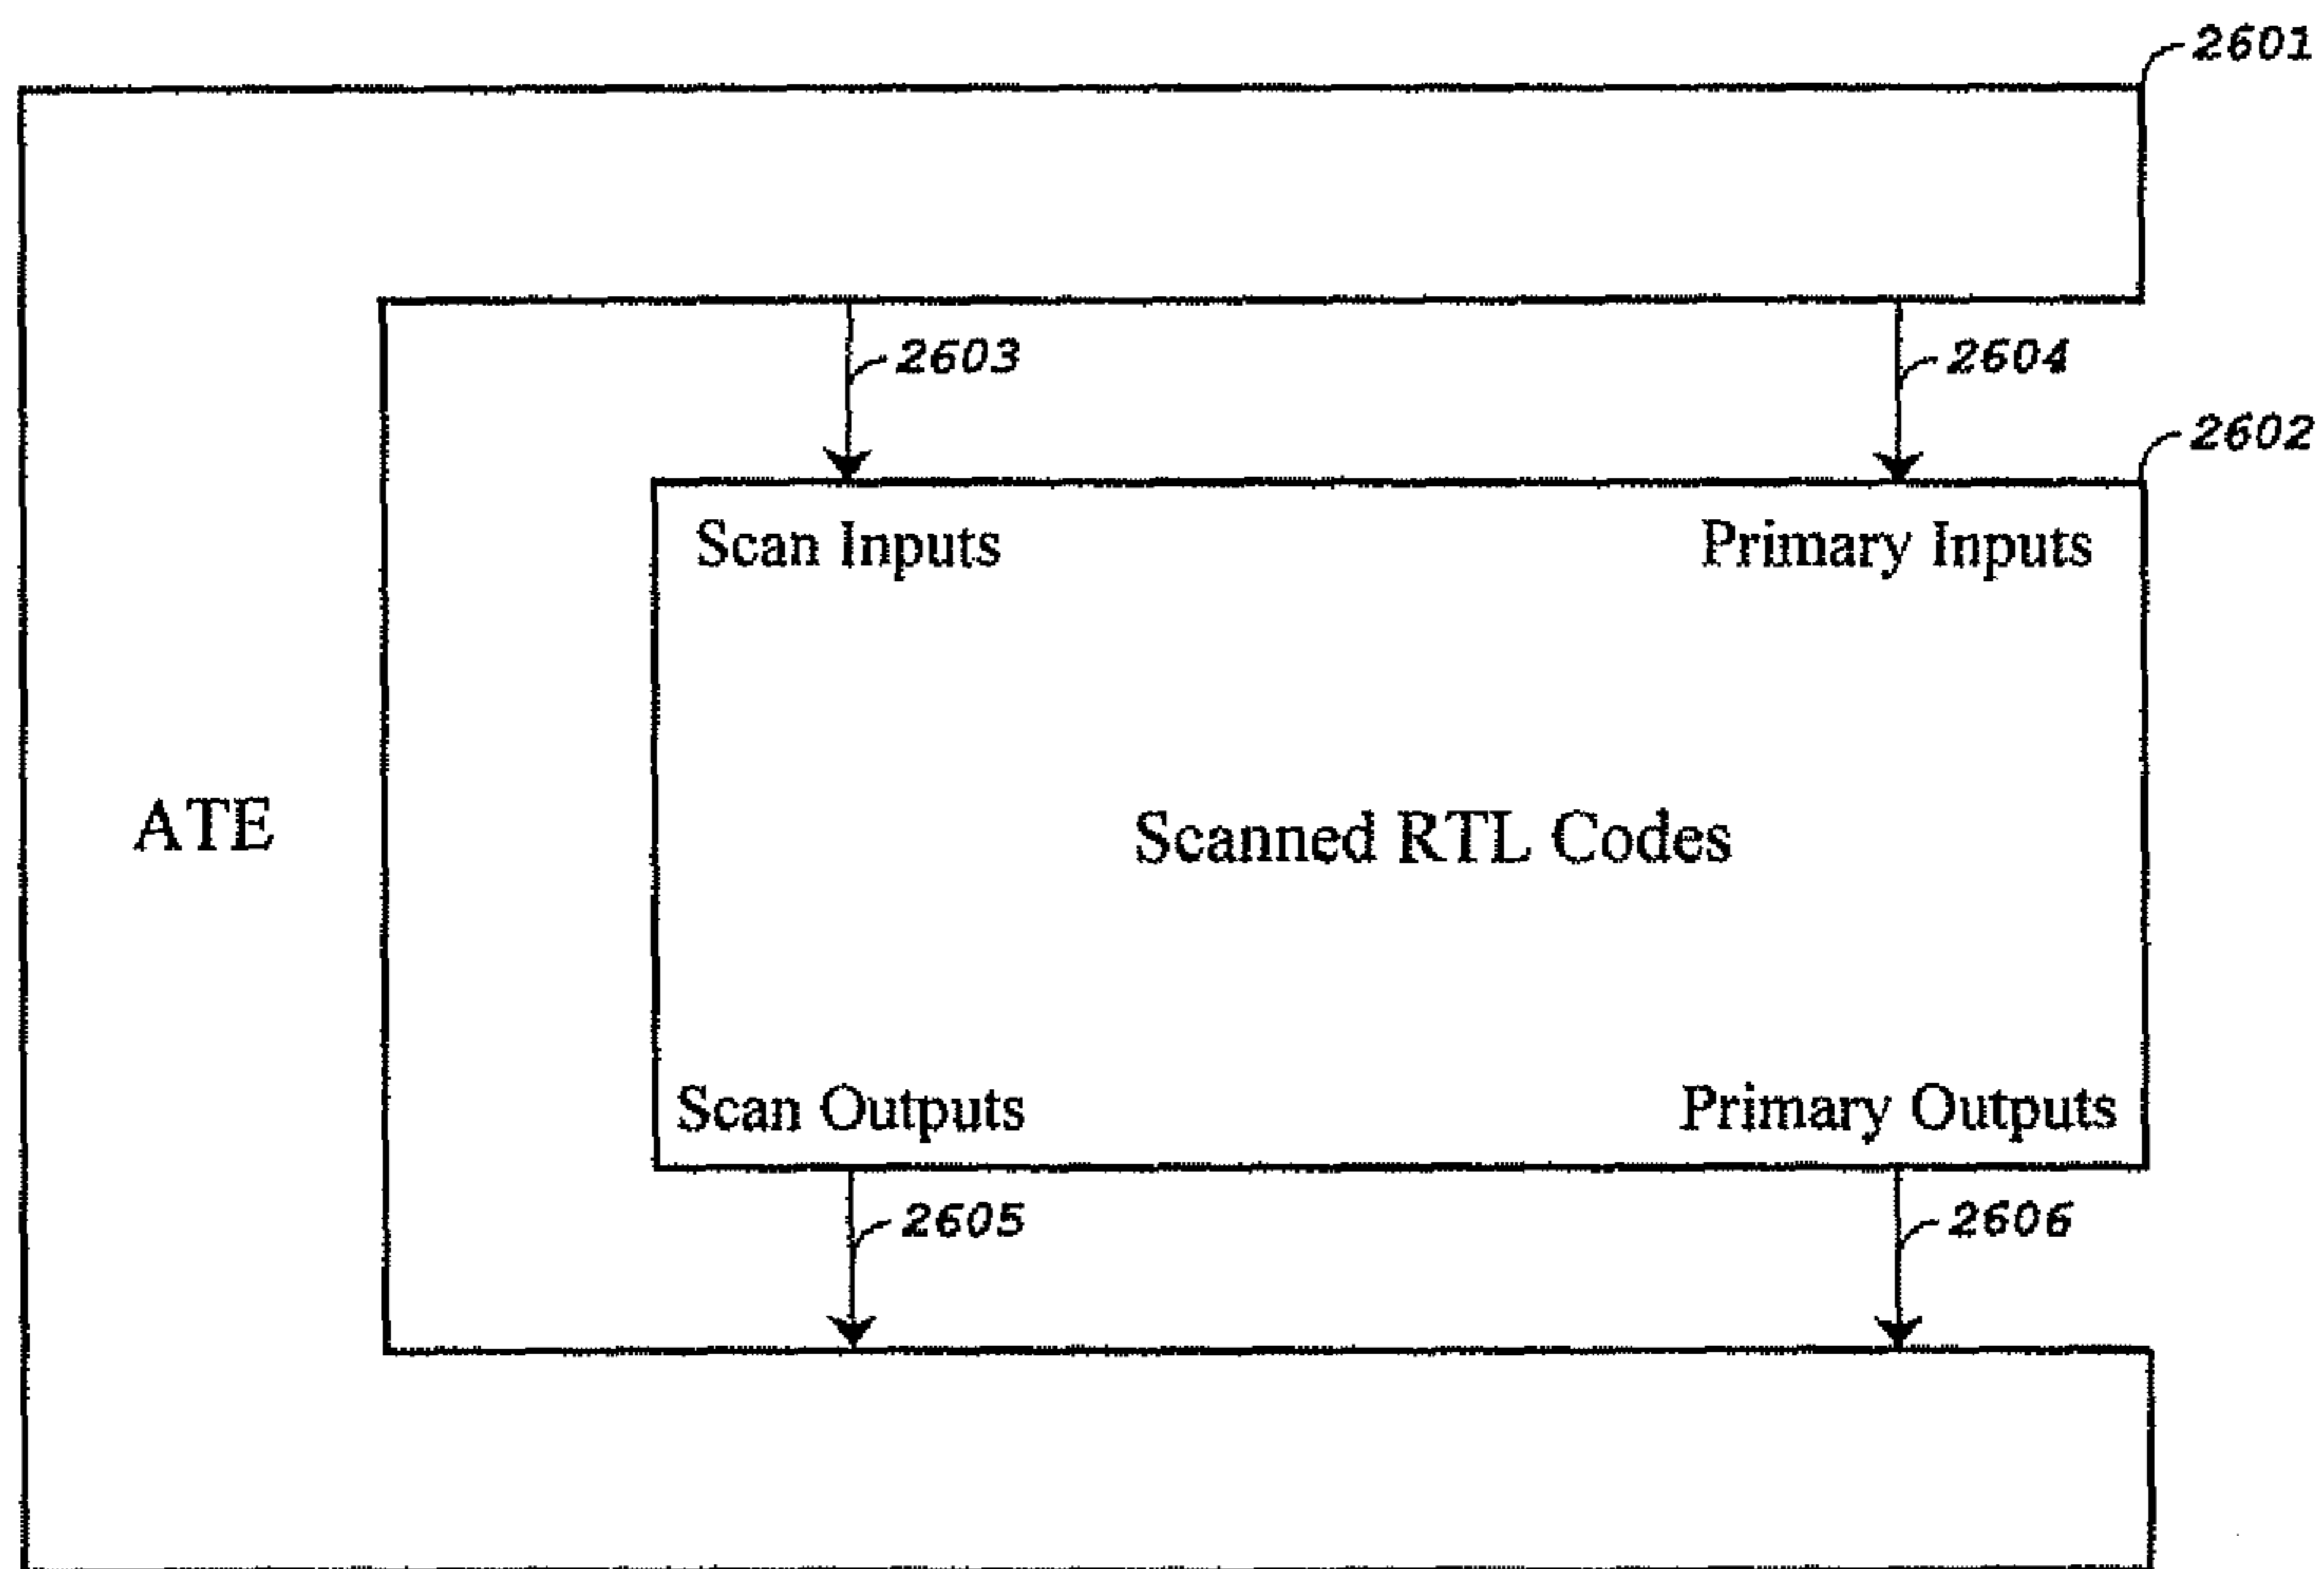 2601
2603
2604
2602
Scan Inputs
Primary Inputs
ATE
Scanned RTL Codes
Scan Outputs
Primary Outputs
2605
2606